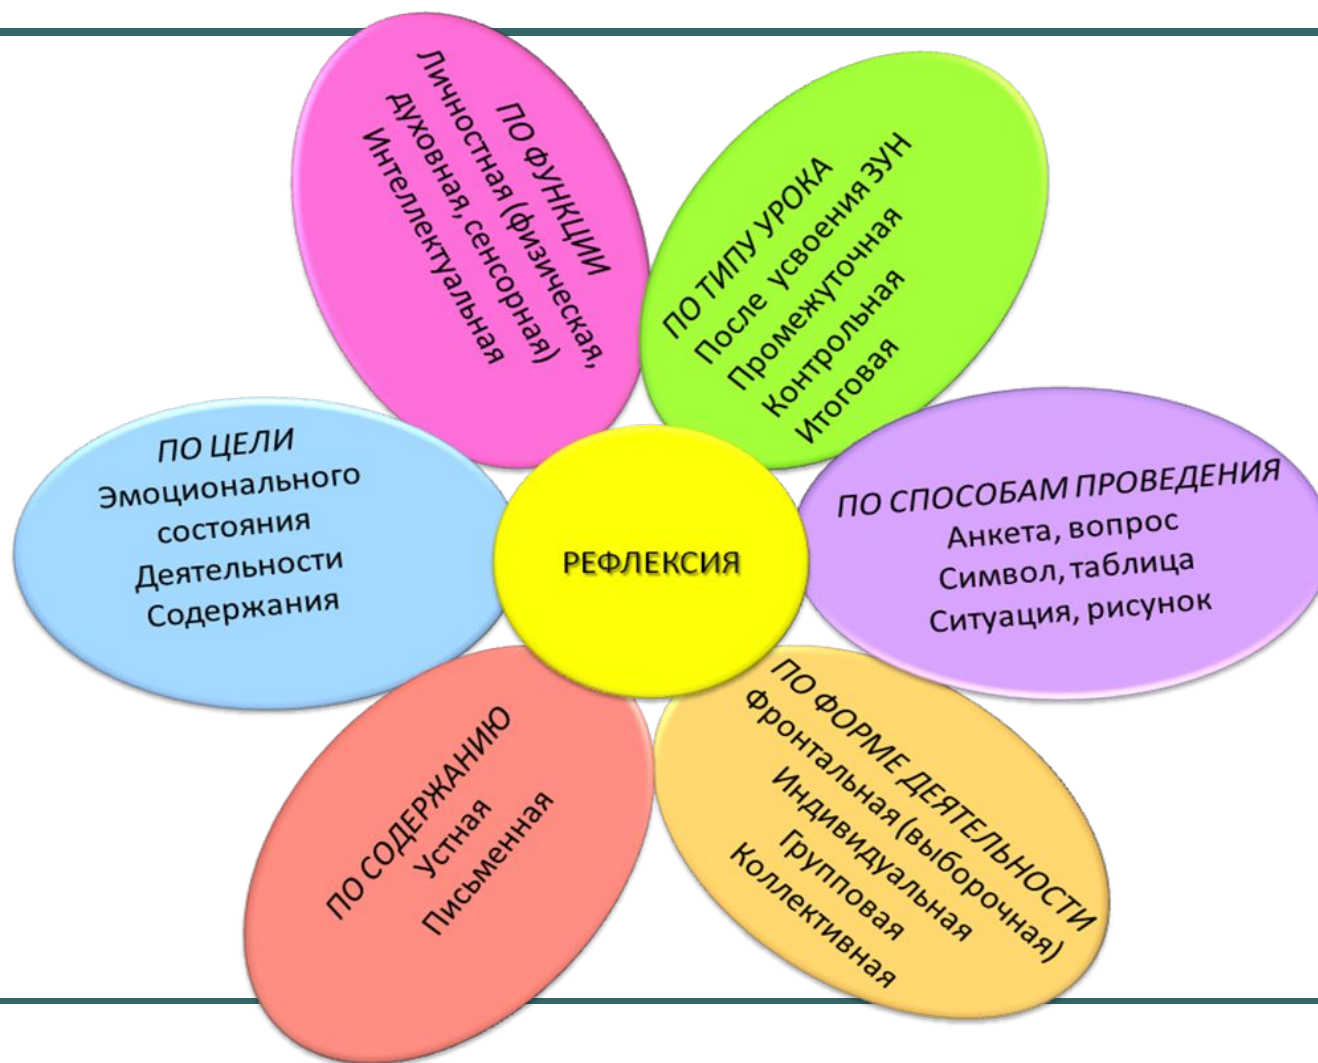 ПО ФУНКЦИИ
Личностная (физическая,
духовная, сенсорная)
Интеллектуальная
ПО ТИПУ УРОКА
После усвоения ЗУН
Промежуточная
Контрольная
Итоговая
ПО ЦЕЛИ
Эмоционального
состояния
Деятельности
Содержания
РЕФЛЕКСИЯ
ПО СПОСОБАМ ПРОВЕДЕНИЯ
Анкета, вопрос
Символ, таблица
Ситуация, рисунок
ПО СОДЕРЖАНИЮ
Устная
Письменная
ПО ФОРМЕ ДЕЯТЕЛЬНОСТИ
Фронтальная (выборочная)
Индивидуальная
Групповая
Коллективная